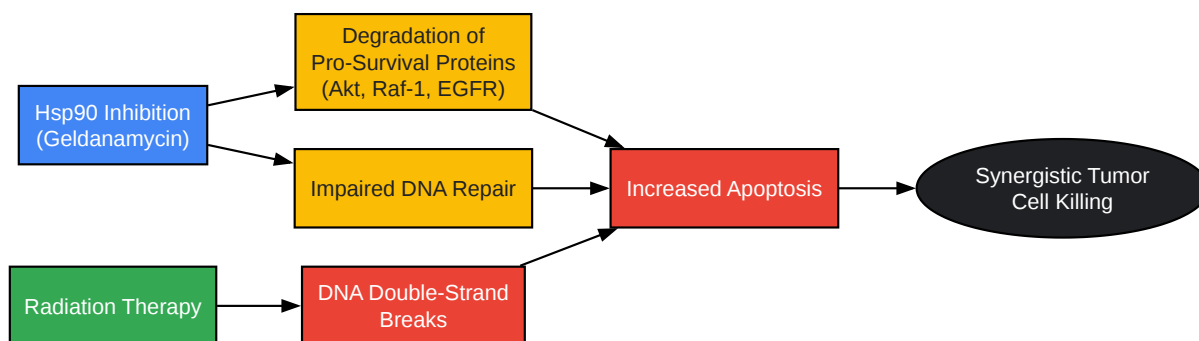 Degradation of
Pro-Survival Proteins
(Akt, Raf-1, EGFR)
Hsp90 Inhibition
(Geldanamycin)
Impaired DNA Repair
Increased Apoptosis
Synergistic Tumor
Cell Killing
Radiation Therapy
DNA Double-Strand
Breaks